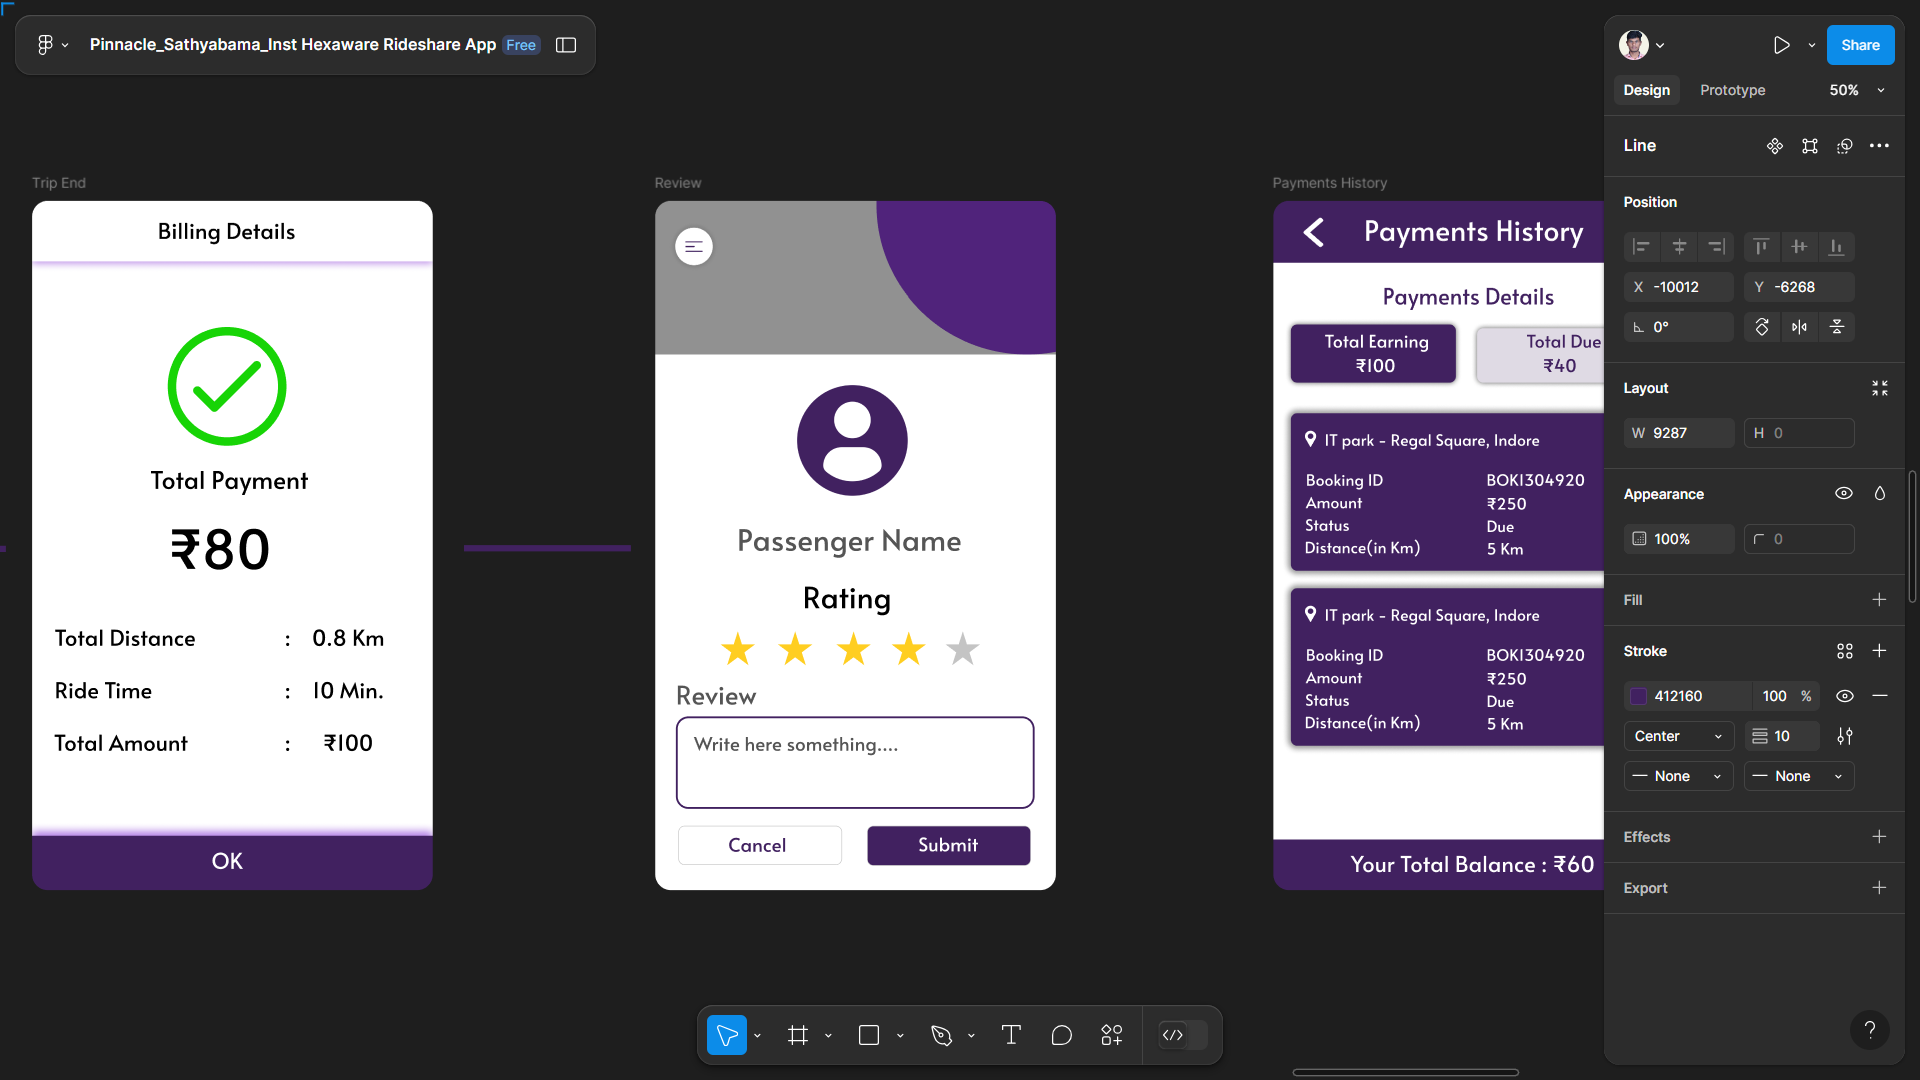 Pinnacle_Sathyabama_Inst Hexaware Rideshare App Free
Share
Design Prototype 50%
Line
Position
X -10012 Y -6268
0°
Layout
W 9287 H 0
Appearance
100% 0
Fill
Stroke
412160 100 %
Center 10
None None
Effects
Export
?
Trip End
Billing Details
Total Payment
₹80
Total Distance : 0.8 Km
Ride Time : 10 Min.
Total Amount : ₹100
OK
Review
Passenger Name
Rating
Review
Write here something....
Cancel Submit
Payments History
Payments History
Payments Details
Total Earning
₹100
Total Due
₹40
IT park - Regal Square, Indore
Booking ID BOKI304920
Amount ₹250
Status Due
Distance(in Km) 5 Km
IT park - Regal Square, Indore
Booking ID BOKI304920
Amount ₹250
Status Due
Distance(in Km) 5 Km
Your Total Balance : ₹60